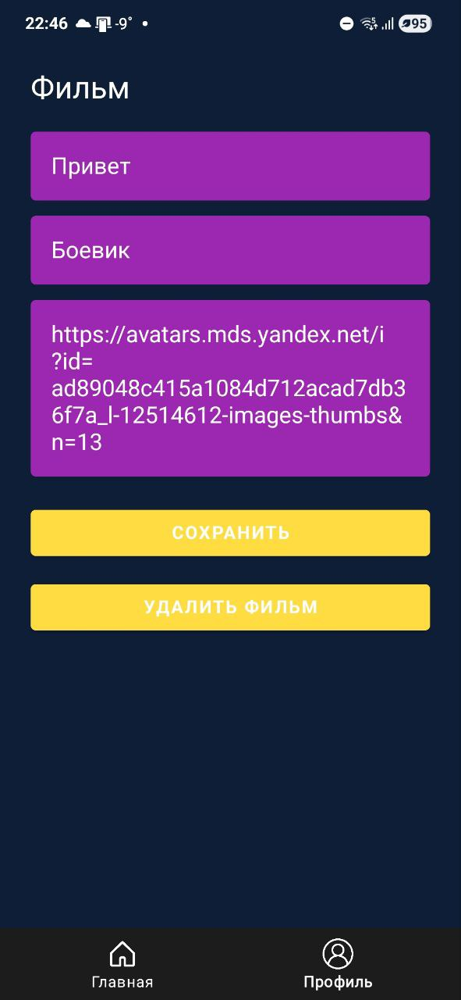 22:46 -9°
95
Фильм
Привет
Боевик
https://avatars.mds.yandex.net/i
?id=
ad89048c415a1084d712acad7db3
6f7a_l-12514612-images-thumbs&
n=13
СОХРАНИТЬ
УДАЛИТЬ ФИЛЬМ
Главная
Профиль